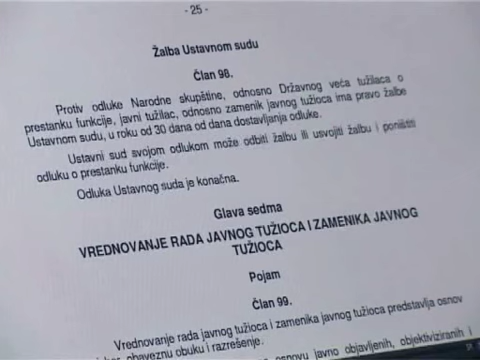 - 25 -
Žalba Ustavnom sudu
Član 98.
Protiv odluke Narodne skupštine, odnosno Državnog veća tužilaca o
prestanku funkcije, javni tužilac, odnosno zamenik javnog tužioca ima pravo žalbe
Ustavnom sudu, u roku od 30 dana od dana dostavljanja odluke.
Ustavni sud svojom odlukom može odbiti žalbu ili usvojiti žalbu i poništiti
odluku o prestanku funkcije.
Odluka Ustavnog suda je konačna.
Glava sedma
VREDNOVANJE RADA JAVNOG TUŽIOCA I ZAMENIKA JAVNOG
TUŽIOCA
Pojam
Član 99.
Vrednovanje rada javnog tužioca i zamenika javnog tužioca predstavlja osnov
obaveznu obuku i razrešenje.
osnovu javno objavljenih, objektiviziranih i